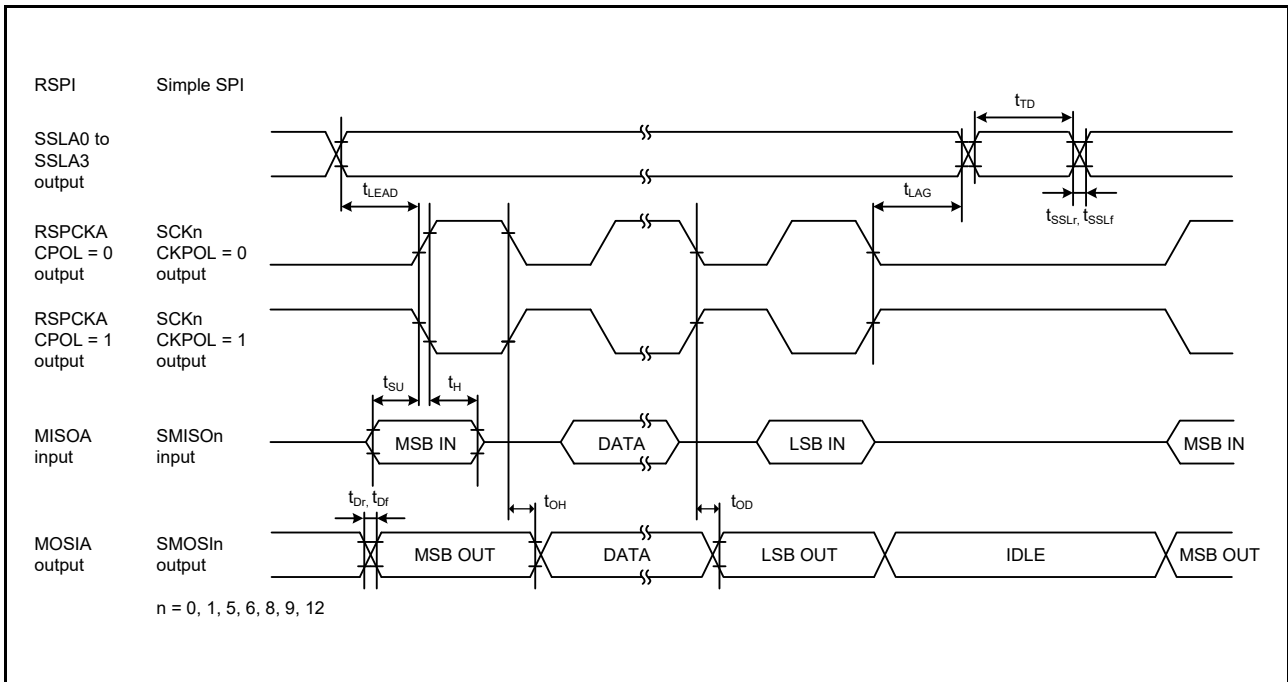 RSPI Simple SPI
tTD
SSLA0 to
SSLA3
output
tLEAD
tLAG
tSSLr, tSSLf
RSPCKA SCKn
CPOL = 0 CKPOL = 0
output output
RSPCKA SCKn
CPOL = 1 CKPOL = 1
output output
tSU tH
MISOA SMISOn
input input
MSB IN DATA LSB IN MSB IN
tDr, tDf
tOH tOD
MOSIA SMOSIn
output output
MSB OUT DATA LSB OUT IDLE MSB OUT
n = 0, 1, 5, 6, 8, 9, 12